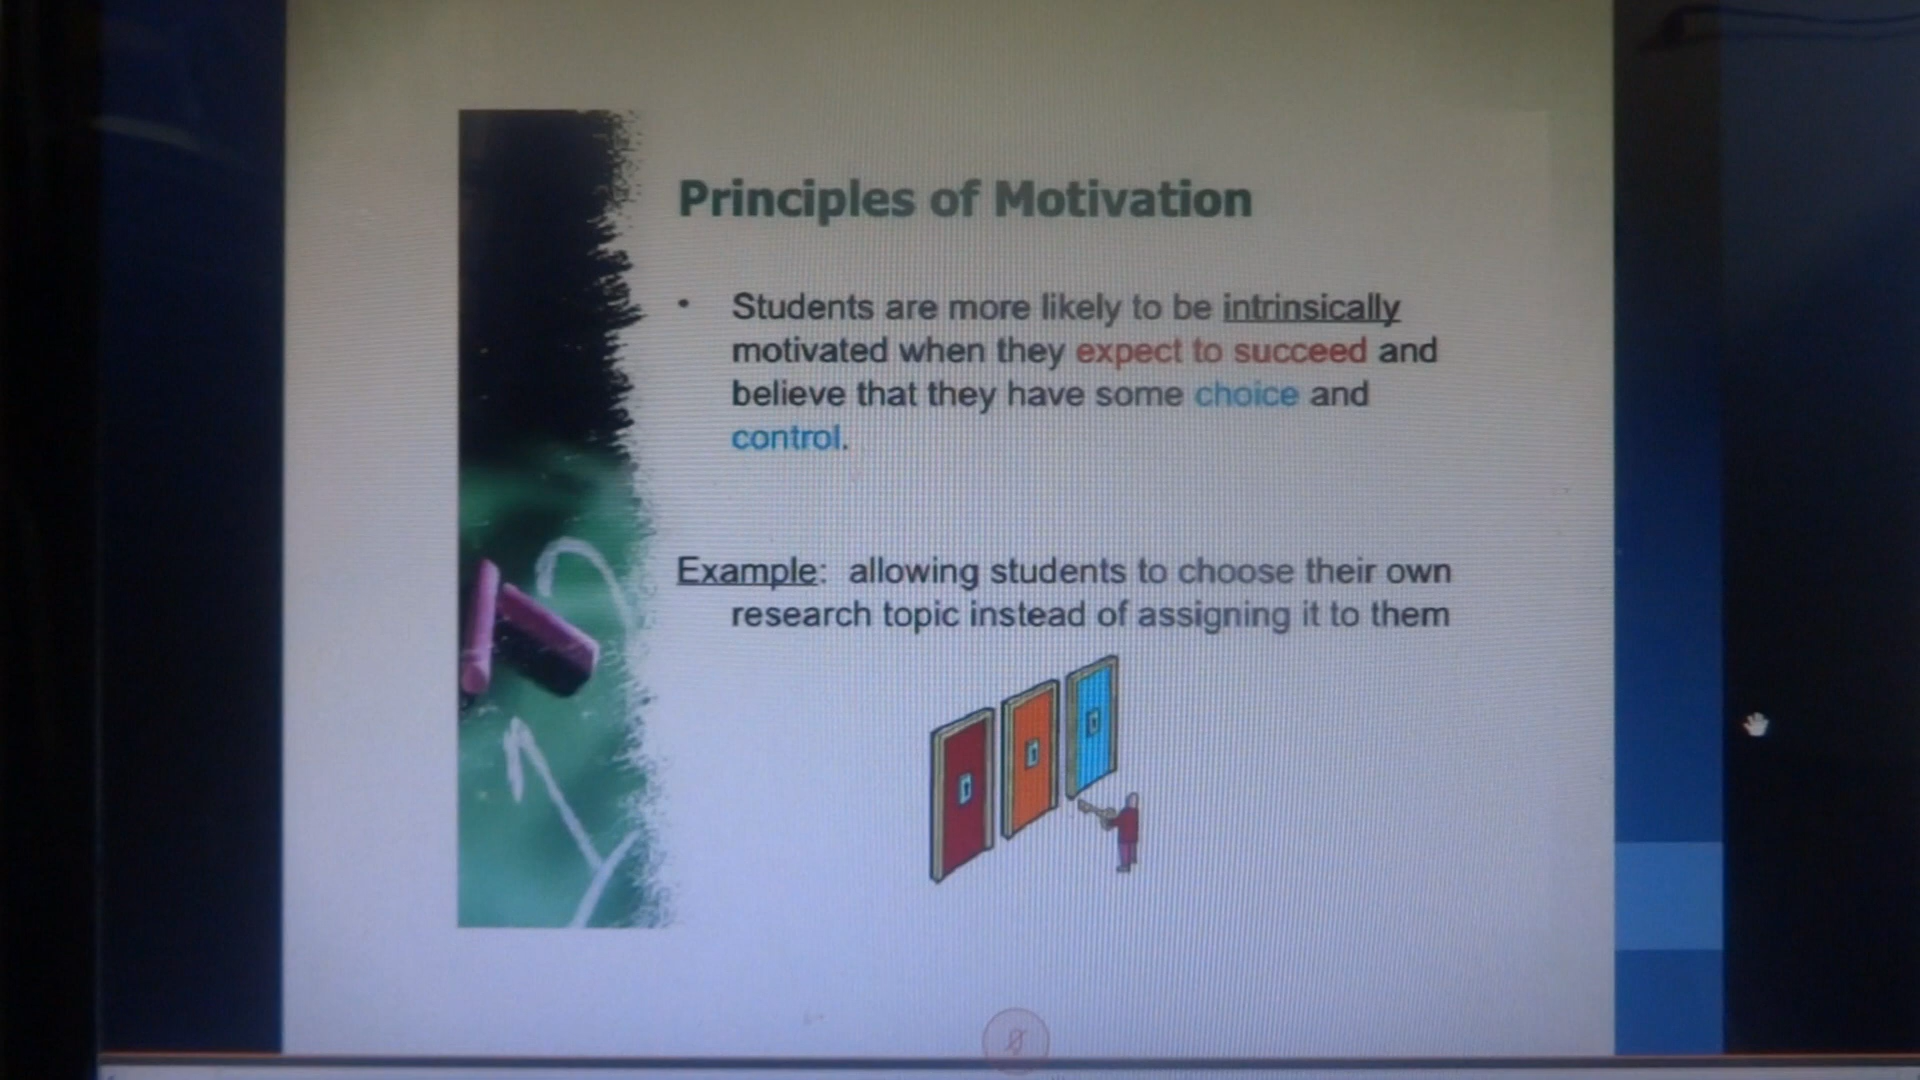 Principles of Motivation
• Students are more likely to be intrinsically
motivated when they expect to succeed and
believe that they have some choice and
control.
Example: allowing students to choose their own
research topic instead of assigning it to them